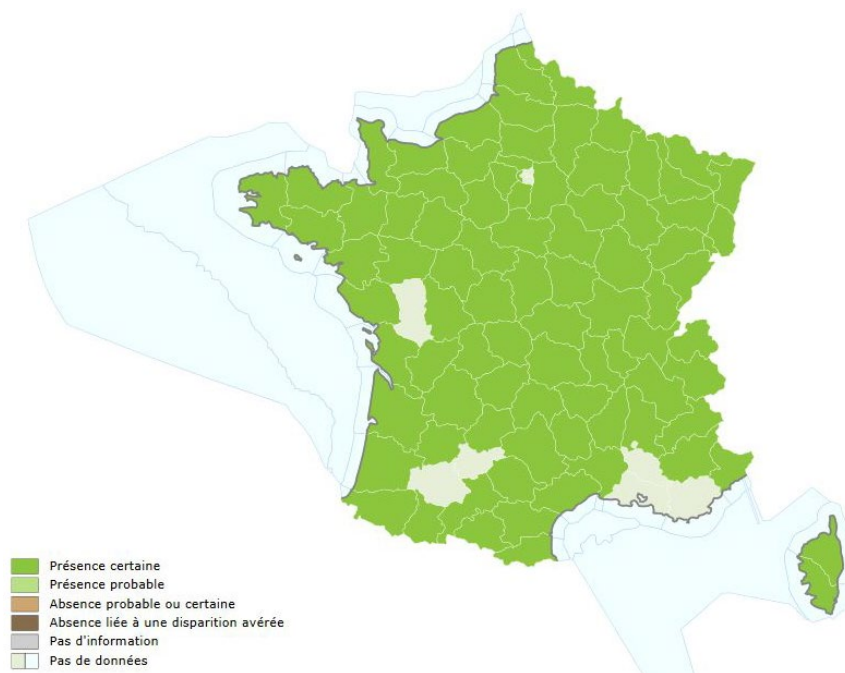 Présence certaine
Présence probable
Absence probable ou certaine
Absence liée à une disparition avérée
Pas d'information
Pas de données